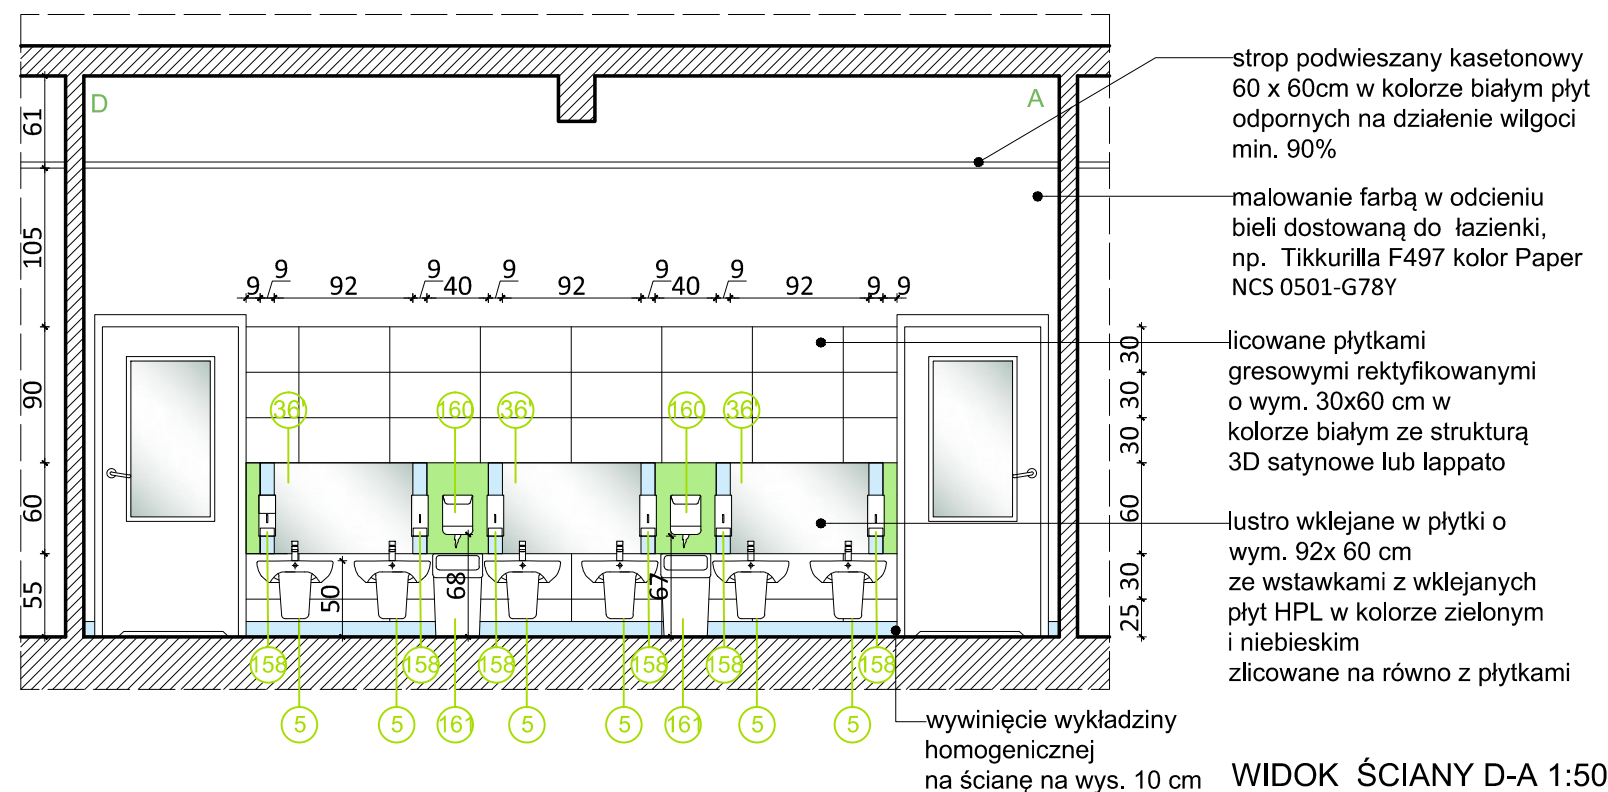 D
A
61
105
90
60
55
9
9
92
9
40
9
92
9
40
9
92
9
9
30
30
30
60
30
25
36'
160
36'
160
36'
50
68
67
158
158
158
158
158
158
5
5
161
5
5
161
5
5
strop podwieszany kasetonowy
60 x 60cm w kolorze białym płyt
odpornych na działenie wilgoci
min. 90%
malowanie farbą w odcieniu
bieli dostowaną do łazienki,
np. Tikkurilla F497 kolor Paper
NCS 0501-G78Y
licowane płytkami
gresowymi rektyfikowanymi
o wym. 30x60 cm w
kolorze białym ze strukturą
3D satynowe lub lappato
lustro wklejane w płytki o
wym. 92x 60 cm
ze wstawkami z wklejanych
płyt HPL w kolorze zielonym
i niebieskim
zlicowane na równo z płytkami
wywinięcie wykładziny
homogenicznej
na ścianę na wys. 10 cm
WIDOK ŚCIANY D-A 1:50